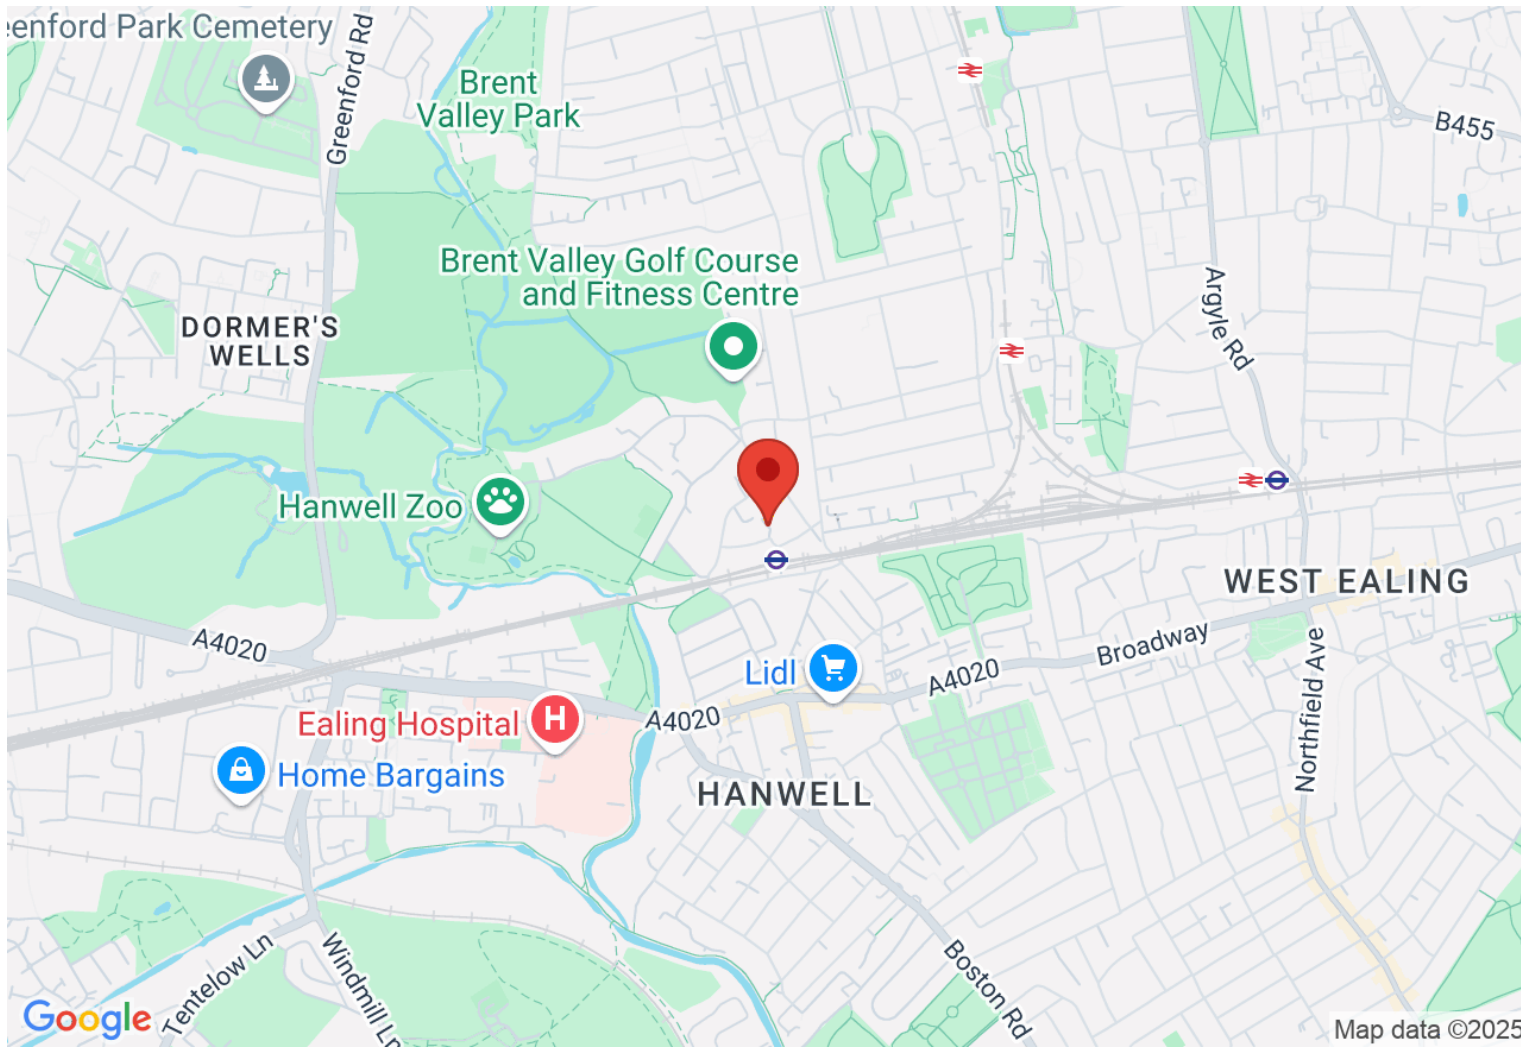 eenford Park Cemetery
Greenford Rd
Brent
Valley Park
B455
Brent Valley Golf Course
and Fitness Centre
Argyle Rd
DORMER'S
WELLS
Hanwell Zoo
WEST EALING
A4020
Broadway
Lidl
A4020
Northfield Ave
Ealing Hospital
H
A4020
Home Bargains
HANWELL
Tentelow Ln
Windmill Ln
Boston Rd
Google
Map data ©2025